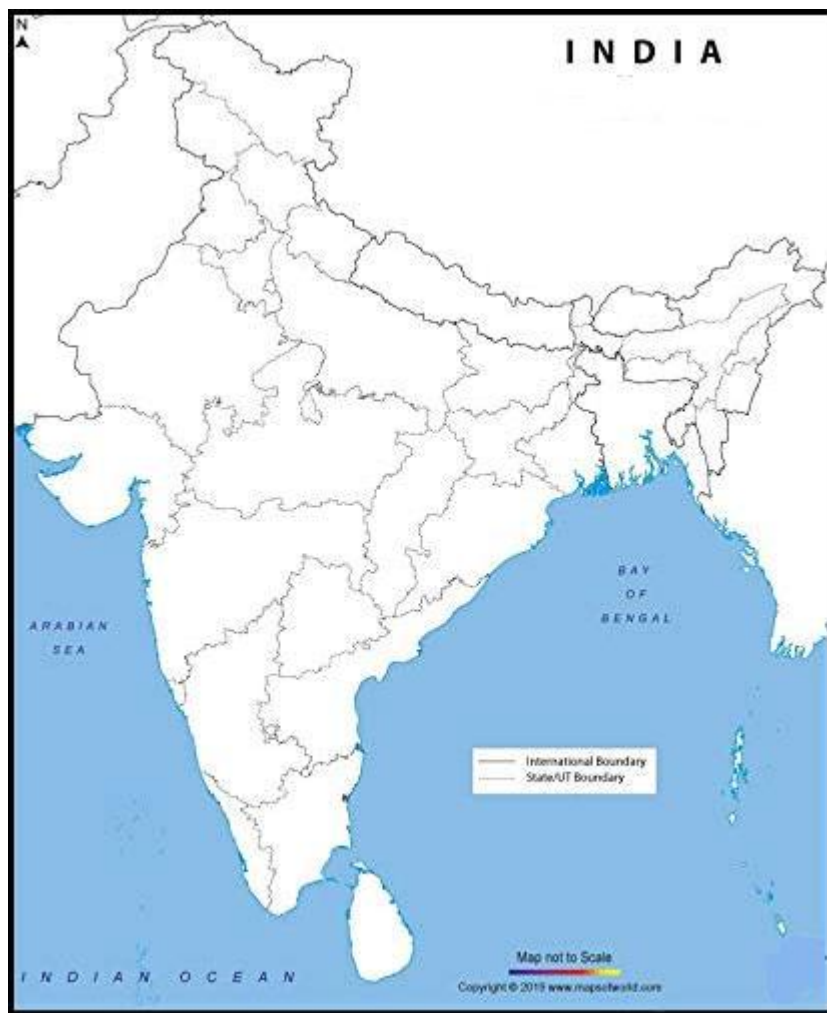 N
INDIA
BAY
OF
BENGAL
ARABIAN
SEA
International Boundary
State/UT Boundary
Map not to Scale
Copyright © 2019 www.mapsofworld.com
INDIAN OCEAN